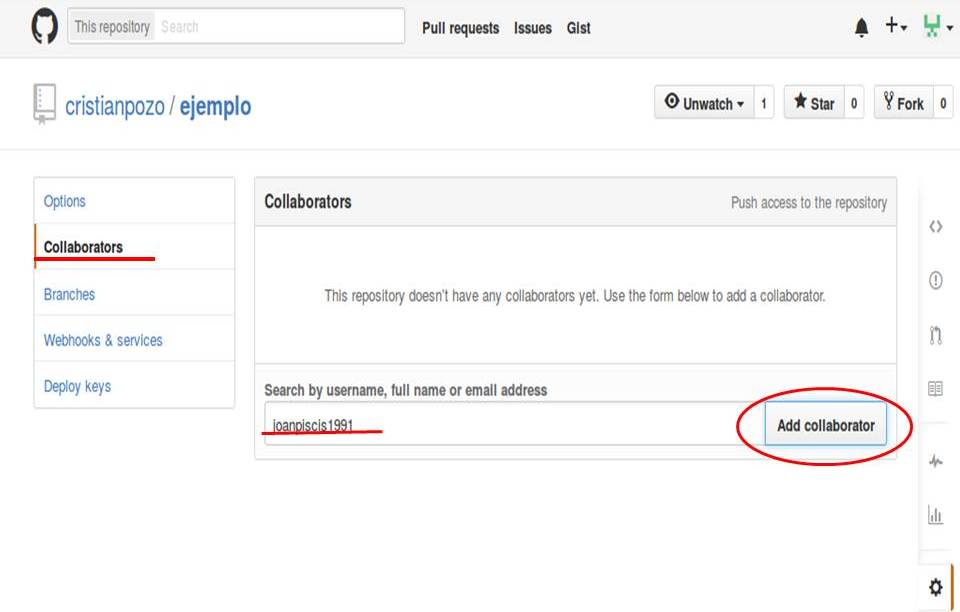 This repository Search Pull requests Issues Gist
cristianpozo / ejemplo Unwatch 1 Star 0 Fork 0
Options
Collaborators
Branches
Webhooks & services
Deploy keys
Collaborators Push access to the repository
This repository doesn't have any collaborators yet. Use the form below to add a collaborator.
Search by username, full name or email address
joanpiscis1991 Add collaborator